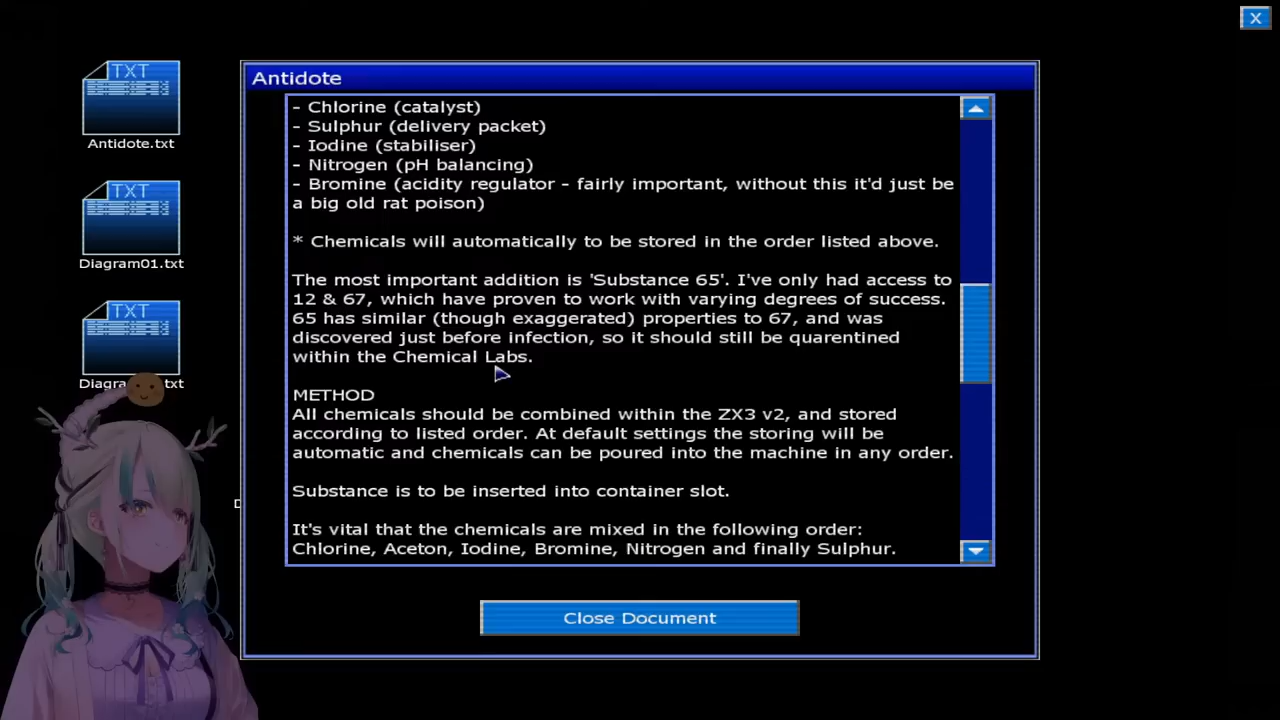 X
TXT
Antidote.txt
TXT
Diagram01.txt
TXT
Antidote
- Chlorine (catalyst)
- Sulphur (delivery packet)
- Iodine (stabiliser)
- Nitrogen (pH balancing)
- Bromine (acidity regulator - fairly important, without this it'd just be
a big old rat poison)
* Chemicals will automatically to be stored in the order listed above.
The most important addition is 'Substance 65'. I've only had access to
12 & 67, which have proven to work with varying degrees of success.
65 has similar (though exaggerated) properties to 67, and was
discovered just before infection, so it should still be quarentined
within the Chemical Labs.
METHOD
All chemicals should be combined within the ZX3 v2, and stored
according to listed order. At default settings the storing will be
automatic and chemicals can be poured into the machine in any order.
Substance is to be inserted into container slot.
It's vital that the chemicals are mixed in the following order:
Chlorine, Aceton, Iodine, Bromine, Nitrogen and finally Sulphur.
Close Document